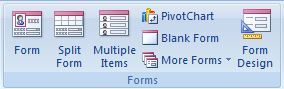 Form
Split
Form
Multiple
Items
PivotChart
Blank Form
More Forms
Form
Design
Forms